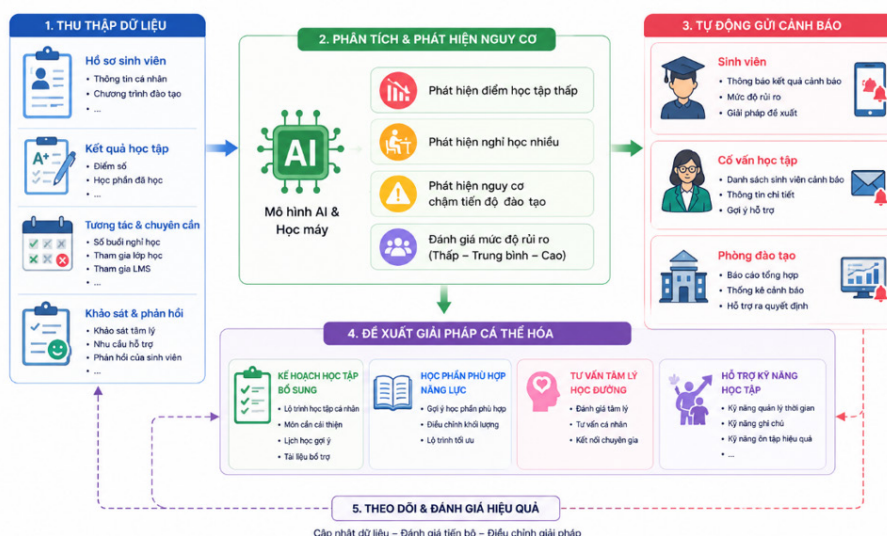 1. THU THẬP DỮ LIỆU
Hồ sơ sinh viên
• Thông tin cá nhân
• Chương trình đào tạo
• ...
A+
Kết quả học tập
• Điểm số
• Học phần đã học
• ...
Tương tác & chuyên cần
• Số buổi nghỉ học
• Tham gia lớp học
• Tham gia LMS
• ...
Khảo sát & phản hồi
• Khảo sát tâm lý
• Nhu cầu hỗ trợ
• Phản hồi của sinh viên
• ...
2. PHÂN TÍCH & PHÁT HIỆN NGUY CƠ
AI
Mô hình AI &
Học máy
Phát hiện điểm học tập thấp
Phát hiện nghỉ học nhiều
Phát hiện nguy cơ
chậm tiến độ đào tạo
Đánh giá mức độ rủi ro
(Thấp – Trung bình – Cao)
3. TỰ ĐỘNG GỬI CẢNH BÁO
Sinh viên
• Thông báo kết quả cảnh báo
• Mức độ rủi ro
• Giải pháp đề xuất
Cố vấn học tập
• Danh sách sinh viên cảnh báo
• Thông tin chi tiết
• Gợi ý hỗ trợ
Phòng đào tạo
• Báo cáo tổng hợp
• Thống kê cảnh báo
• Hỗ trợ ra quyết định
4. ĐỀ XUẤT GIẢI PHÁP CÁ THỂ HÓA
KẾ HOẠCH HỌC TẬP
BỔ SUNG
• Lộ trình học tập cá nhân
• Môn cần cải thiện
• Lịch học gợi ý
• Tài liệu bổ trợ
HỌC PHẦN PHÙ HỢP
NĂNG LỰC
• Gợi ý học phần phù hợp
• Điều chỉnh khối lượng
• Lộ trình tối ưu
TƯ VẤN TÂM LÝ
HỌC ĐƯỜNG
• Đánh giá tâm lý
• Tư vấn cá nhân
• Kết nối chuyên gia
HỖ TRỢ KỸ NĂNG
HỌC TẬP
• Kỹ năng quản lý thời gian
• Kỹ năng ghi chú
• Kỹ năng ôn tập hiệu quả
• ...
5. THEO DÕI & ĐÁNH GIÁ HIỆU QUẢ
Cập nhật dữ liệu – Đánh giá tiến bộ – Điều chỉnh giải pháp